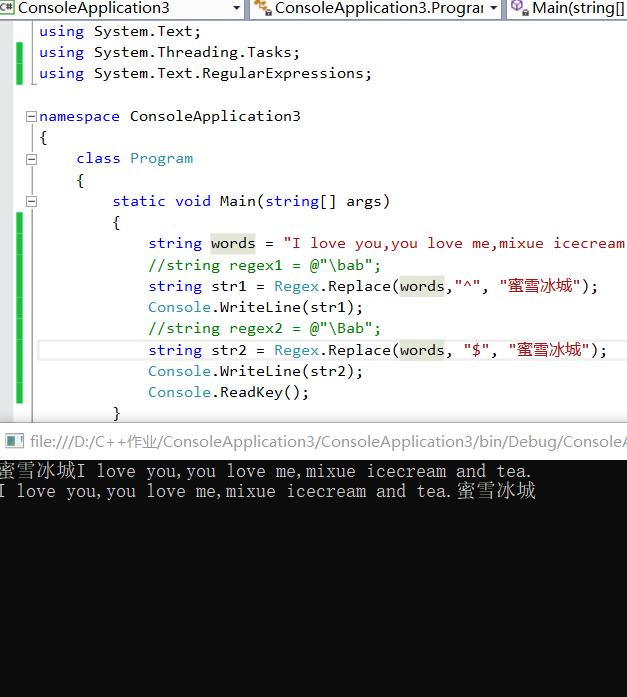 C# ConsoleApplication3 ConsoleApplication3.Program Main(string[]
using System.Text;
using System.Threading.Tasks;
using System.Text.RegularExpressions;
namespace ConsoleApplication3
{
class Program
{
static void Main(string[] args)
{
string words = "I love you,you love me,mixue icecream
//string regex1 = @"\bab";
string str1 = Regex.Replace(words,"^", "蜜雪冰城");
Console.WriteLine(str1);
//string regex2 = @"\Bab";
string str2 = Regex.Replace(words, "$", "蜜雪冰城");
Console.WriteLine(str2);
Console.ReadKey();
}
file:///D:/C++作业/ConsoleApplication3/ConsoleApplication3/bin/Debug/ConsoleA
蜜雪冰城I love you,you love me,mixue icecream and tea.
I love you,you love me,mixue icecream and tea.蜜雪冰城